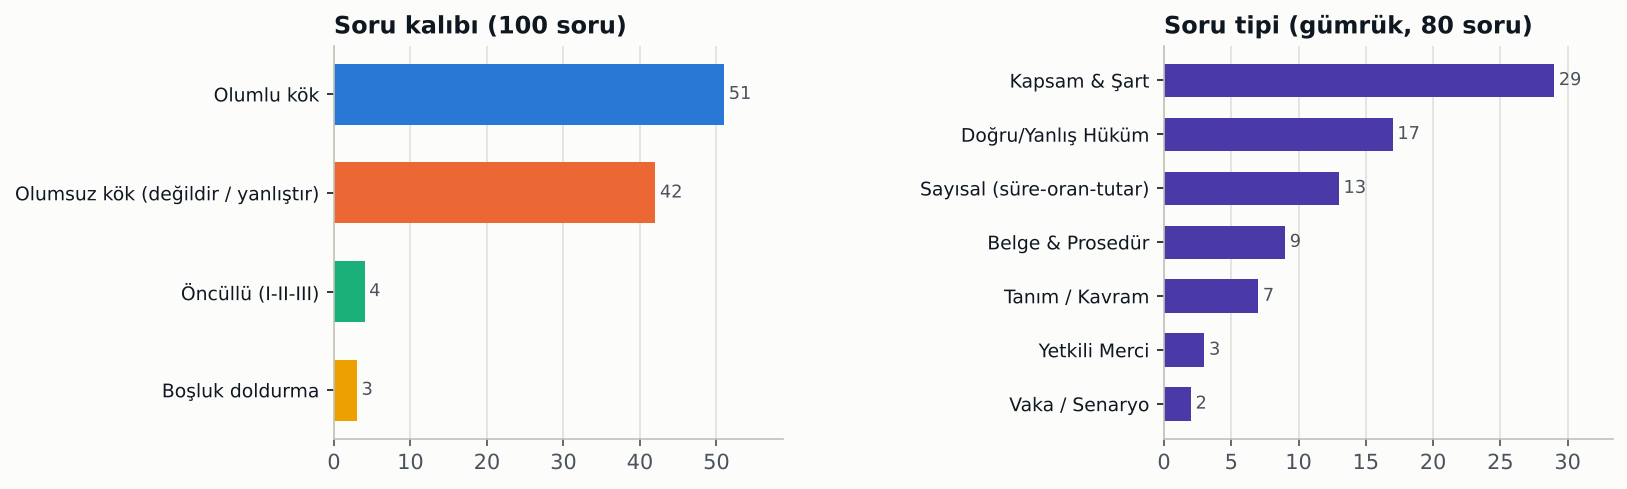 Soru kalıbı (100 soru)
Olumlu kök 51
Olumsuz kök (değildir / yanlıştır) 42
Öncüllü (I-II-III) 4
Boşluk doldurma 3
0 10 20 30 40 50
Soru tipi (gümrük, 80 soru)
Kapsam & Şart 29
Doğru/Yanlış Hüküm 17
Sayısal (süre-oran-tutar) 13
Belge & Prosedür 9
Tanım / Kavram 7
Yetkili Merci 3
Vaka / Senaryo 2
0 5 10 15 20 25 30